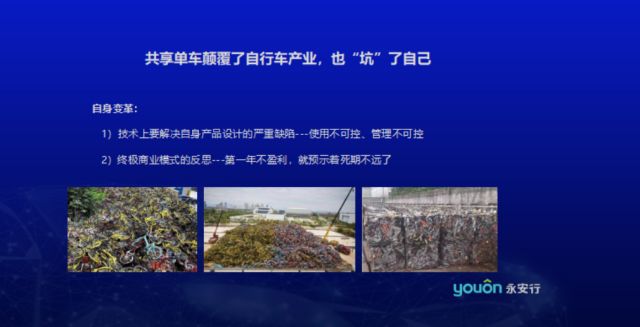 共享单车颠覆了自行车产业，也“坑”了自己
自身变革：
1）技术上要解决自身产品设计的严重缺陷---使用不可控、管理不可控
2）终极商业模式的反思---第一年不盈利，就预示着死期不远了
youon 永安行